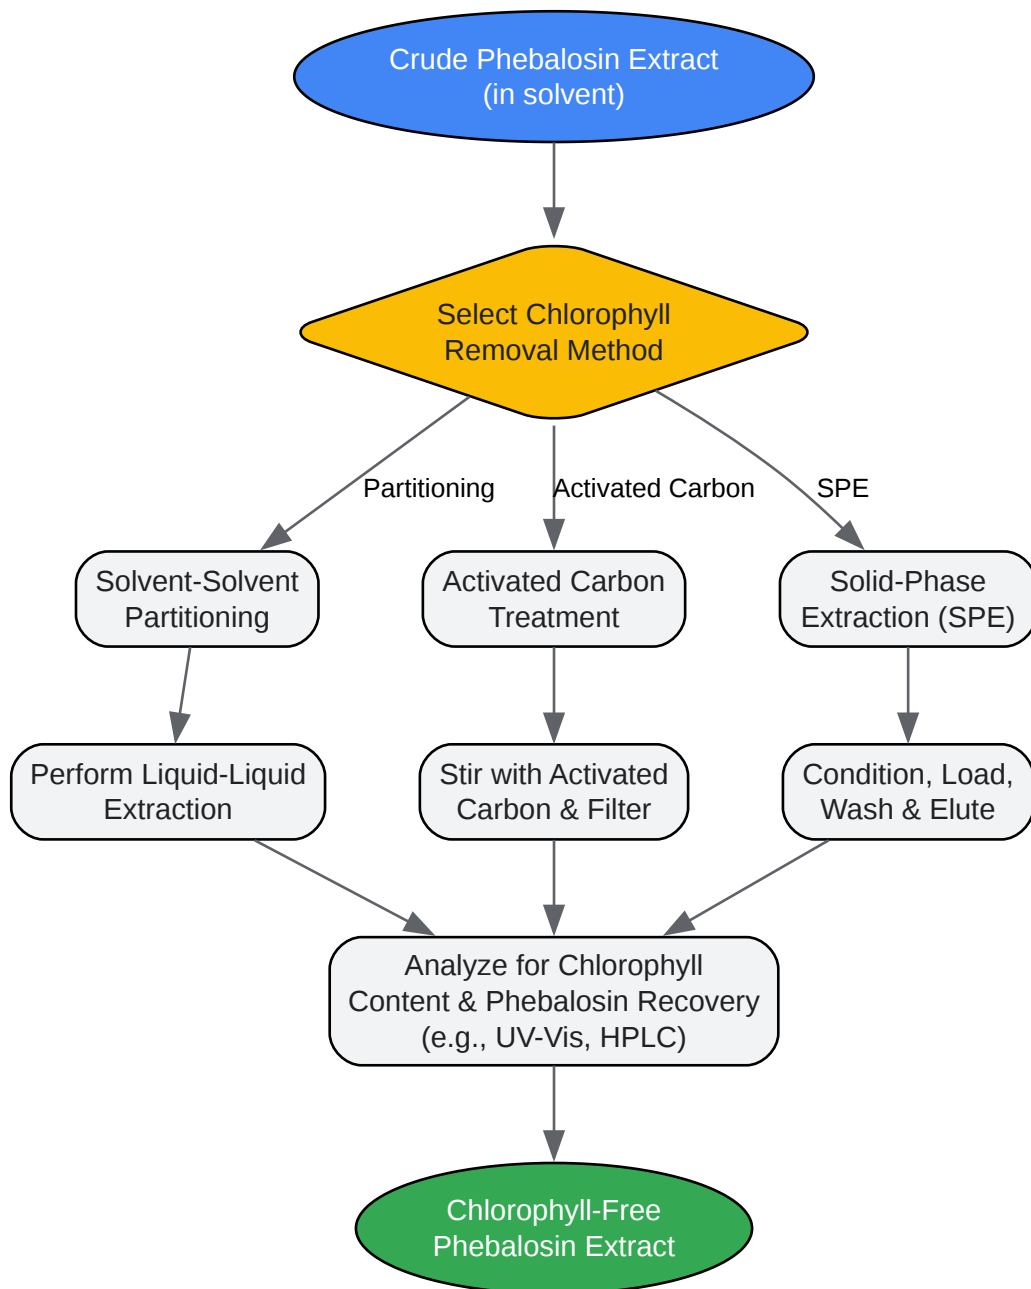 Crude Phebalosin Extract
(in solvent)
Select Chlorophyll
Removal Method
Partitioning
Activated Carbon
SPE
Solvent-Solvent
Partitioning
Activated Carbon
Treatment
Solid-Phase
Extraction (SPE)
Perform Liquid-Liquid
Extraction
Stir with Activated
Carbon & Filter
Condition, Load,
Wash & Elute
Analyze for Chlorophyll
Content & Phebalosin Recovery
(e.g., UV-Vis, HPLC)
Chlorophyll-Free
Phebalosin Extract